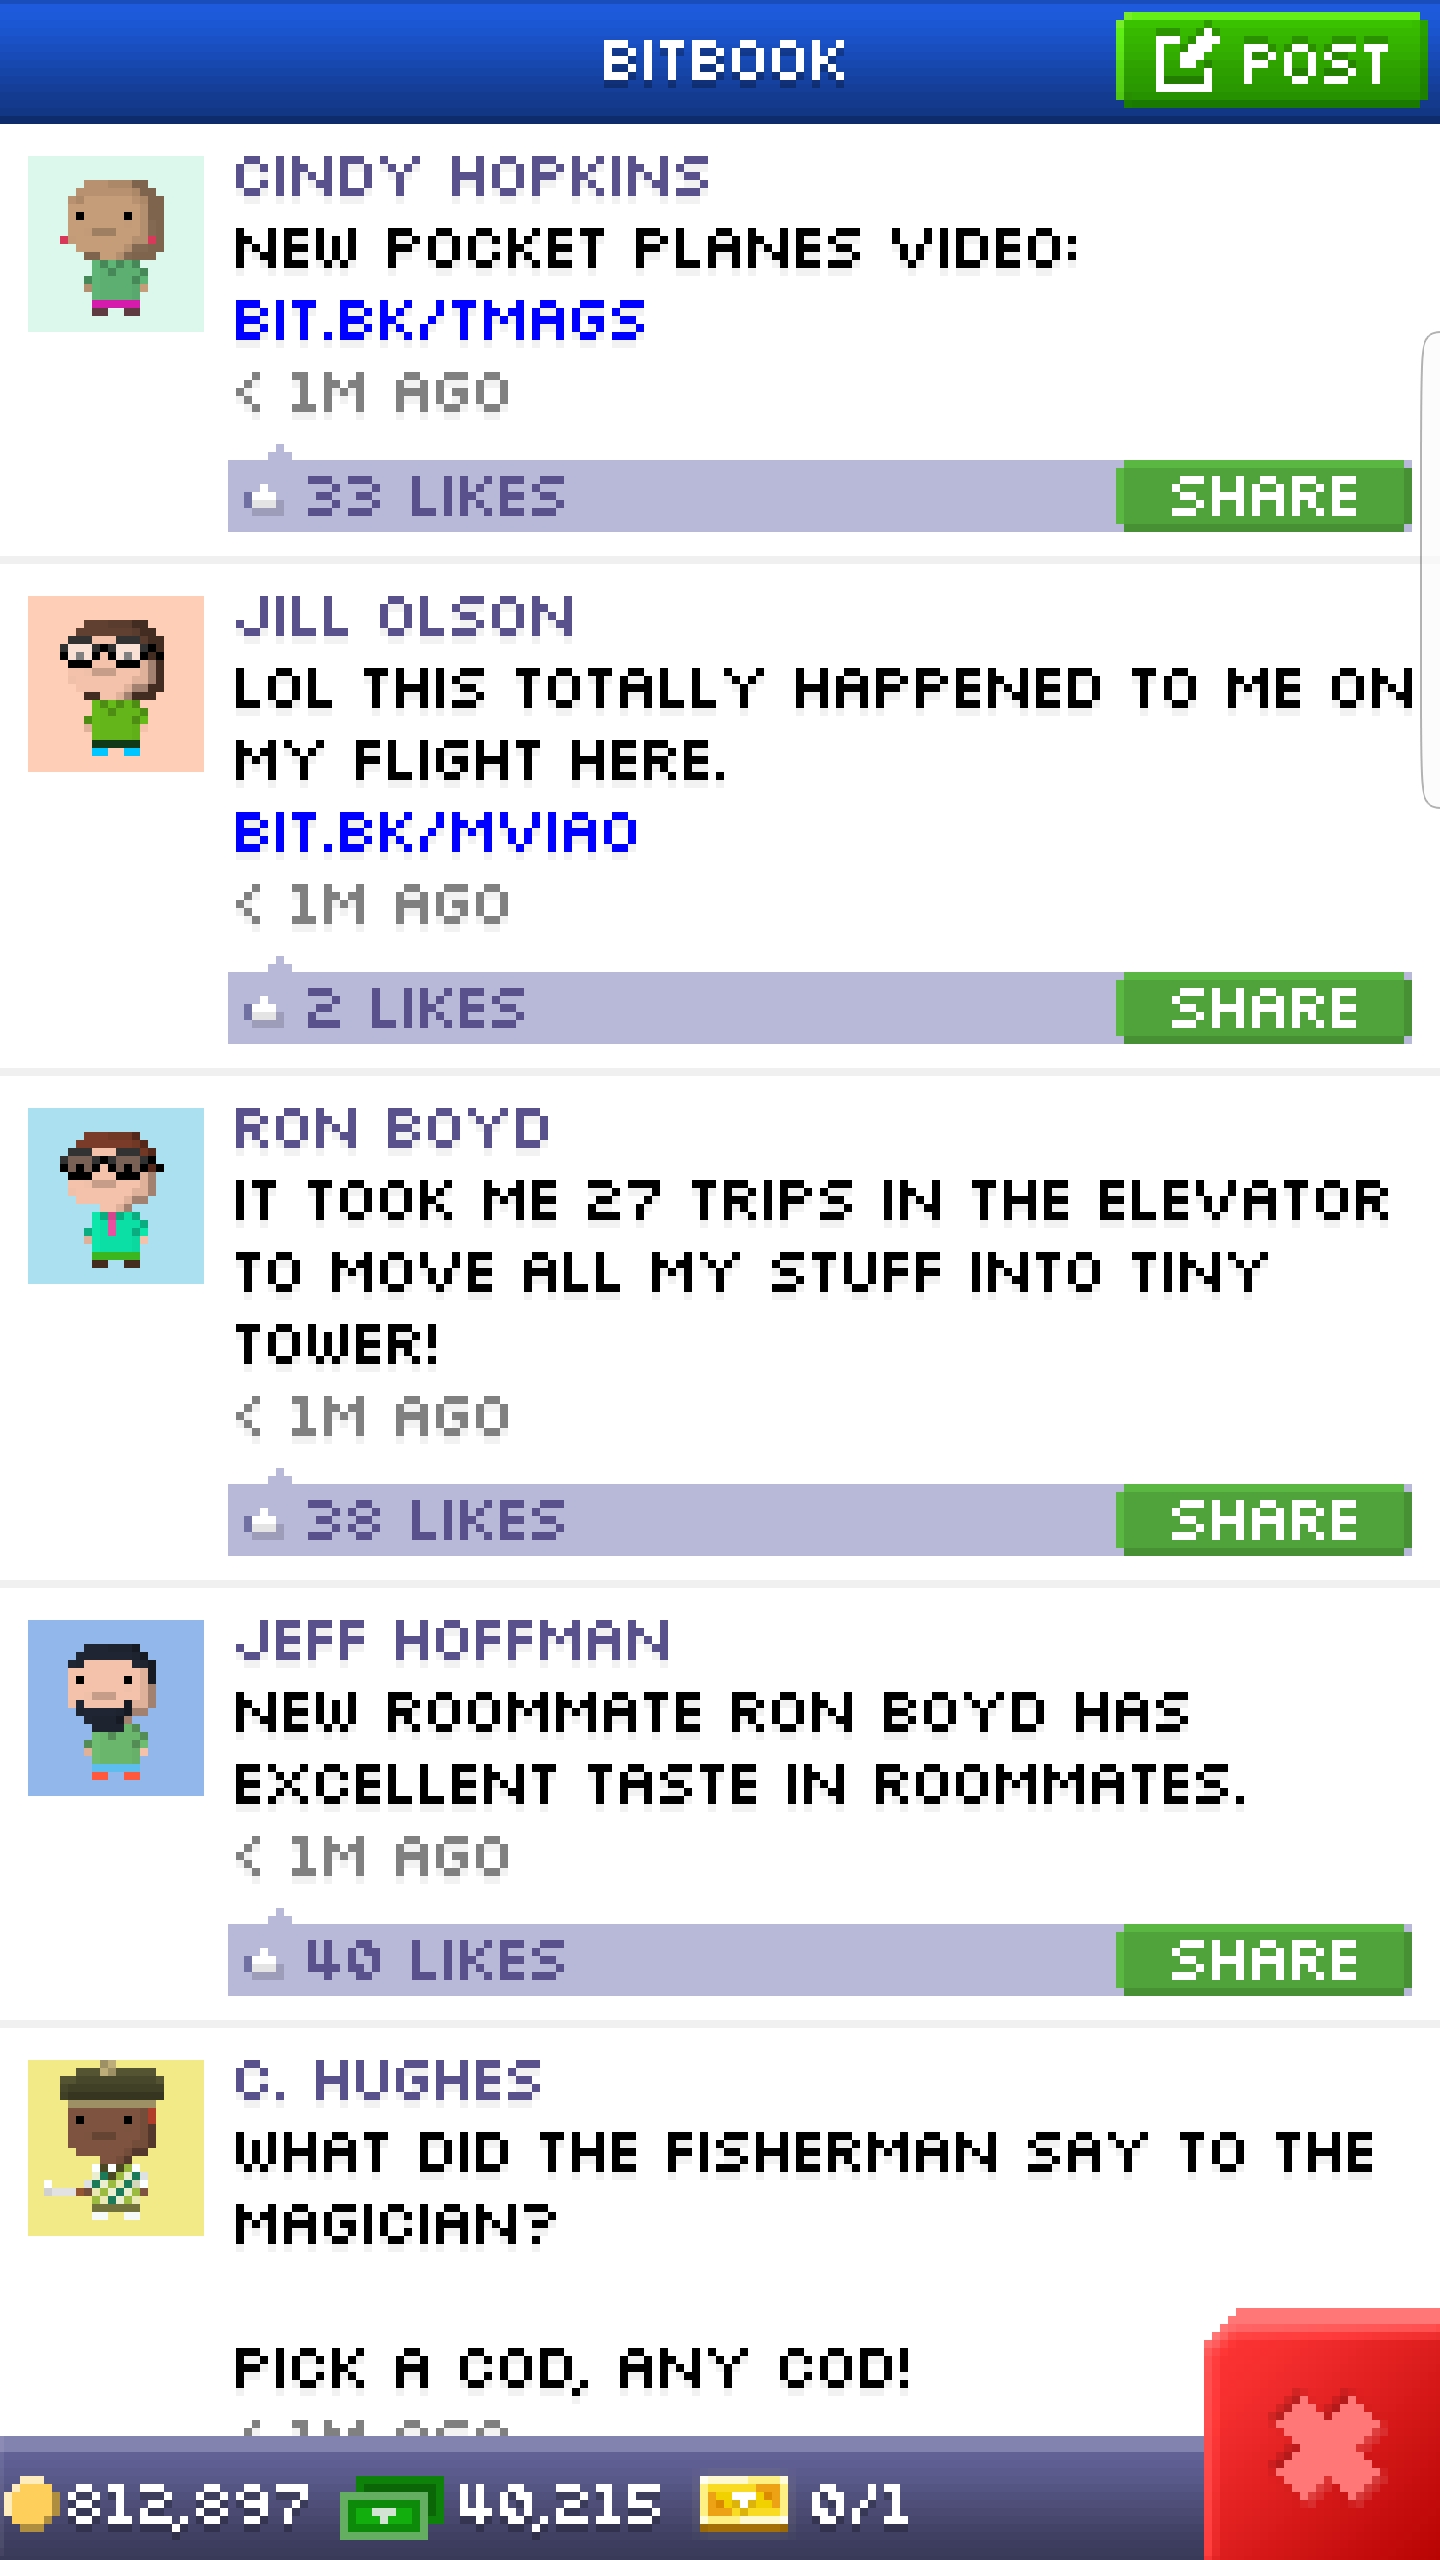 BITBOOK
POST
CINDY HOPKINS
NEW POCKET PLANES VIDEO:
BIT.BK/TMAGS
< 1M AGO
33 LIKES
SHARE
JILL OLSON
LOL THIS TOTALLY HAPPENED TO ME ON
MY FLIGHT HERE.
BIT.BK/MVIAO
< 1M AGO
2 LIKES
SHARE
RON BOYD
IT TOOK ME 27 TRIPS IN THE ELEVATOR
TO MOVE ALL MY STUFF INTO TINY
TOWER!
< 1M AGO
38 LIKES
SHARE
JEFF HOFFMAN
NEW ROOMMATE RON BOYD HAS
EXCELLENT TASTE IN ROOMMATES.
< 1M AGO
40 LIKES
SHARE
C. HUGHES
WHAT DID THE FISHERMAN SAY TO THE
MAGICIAN?
PICK A COD, ANY COD!
< 1M AGO
812,897 40,215 0/1